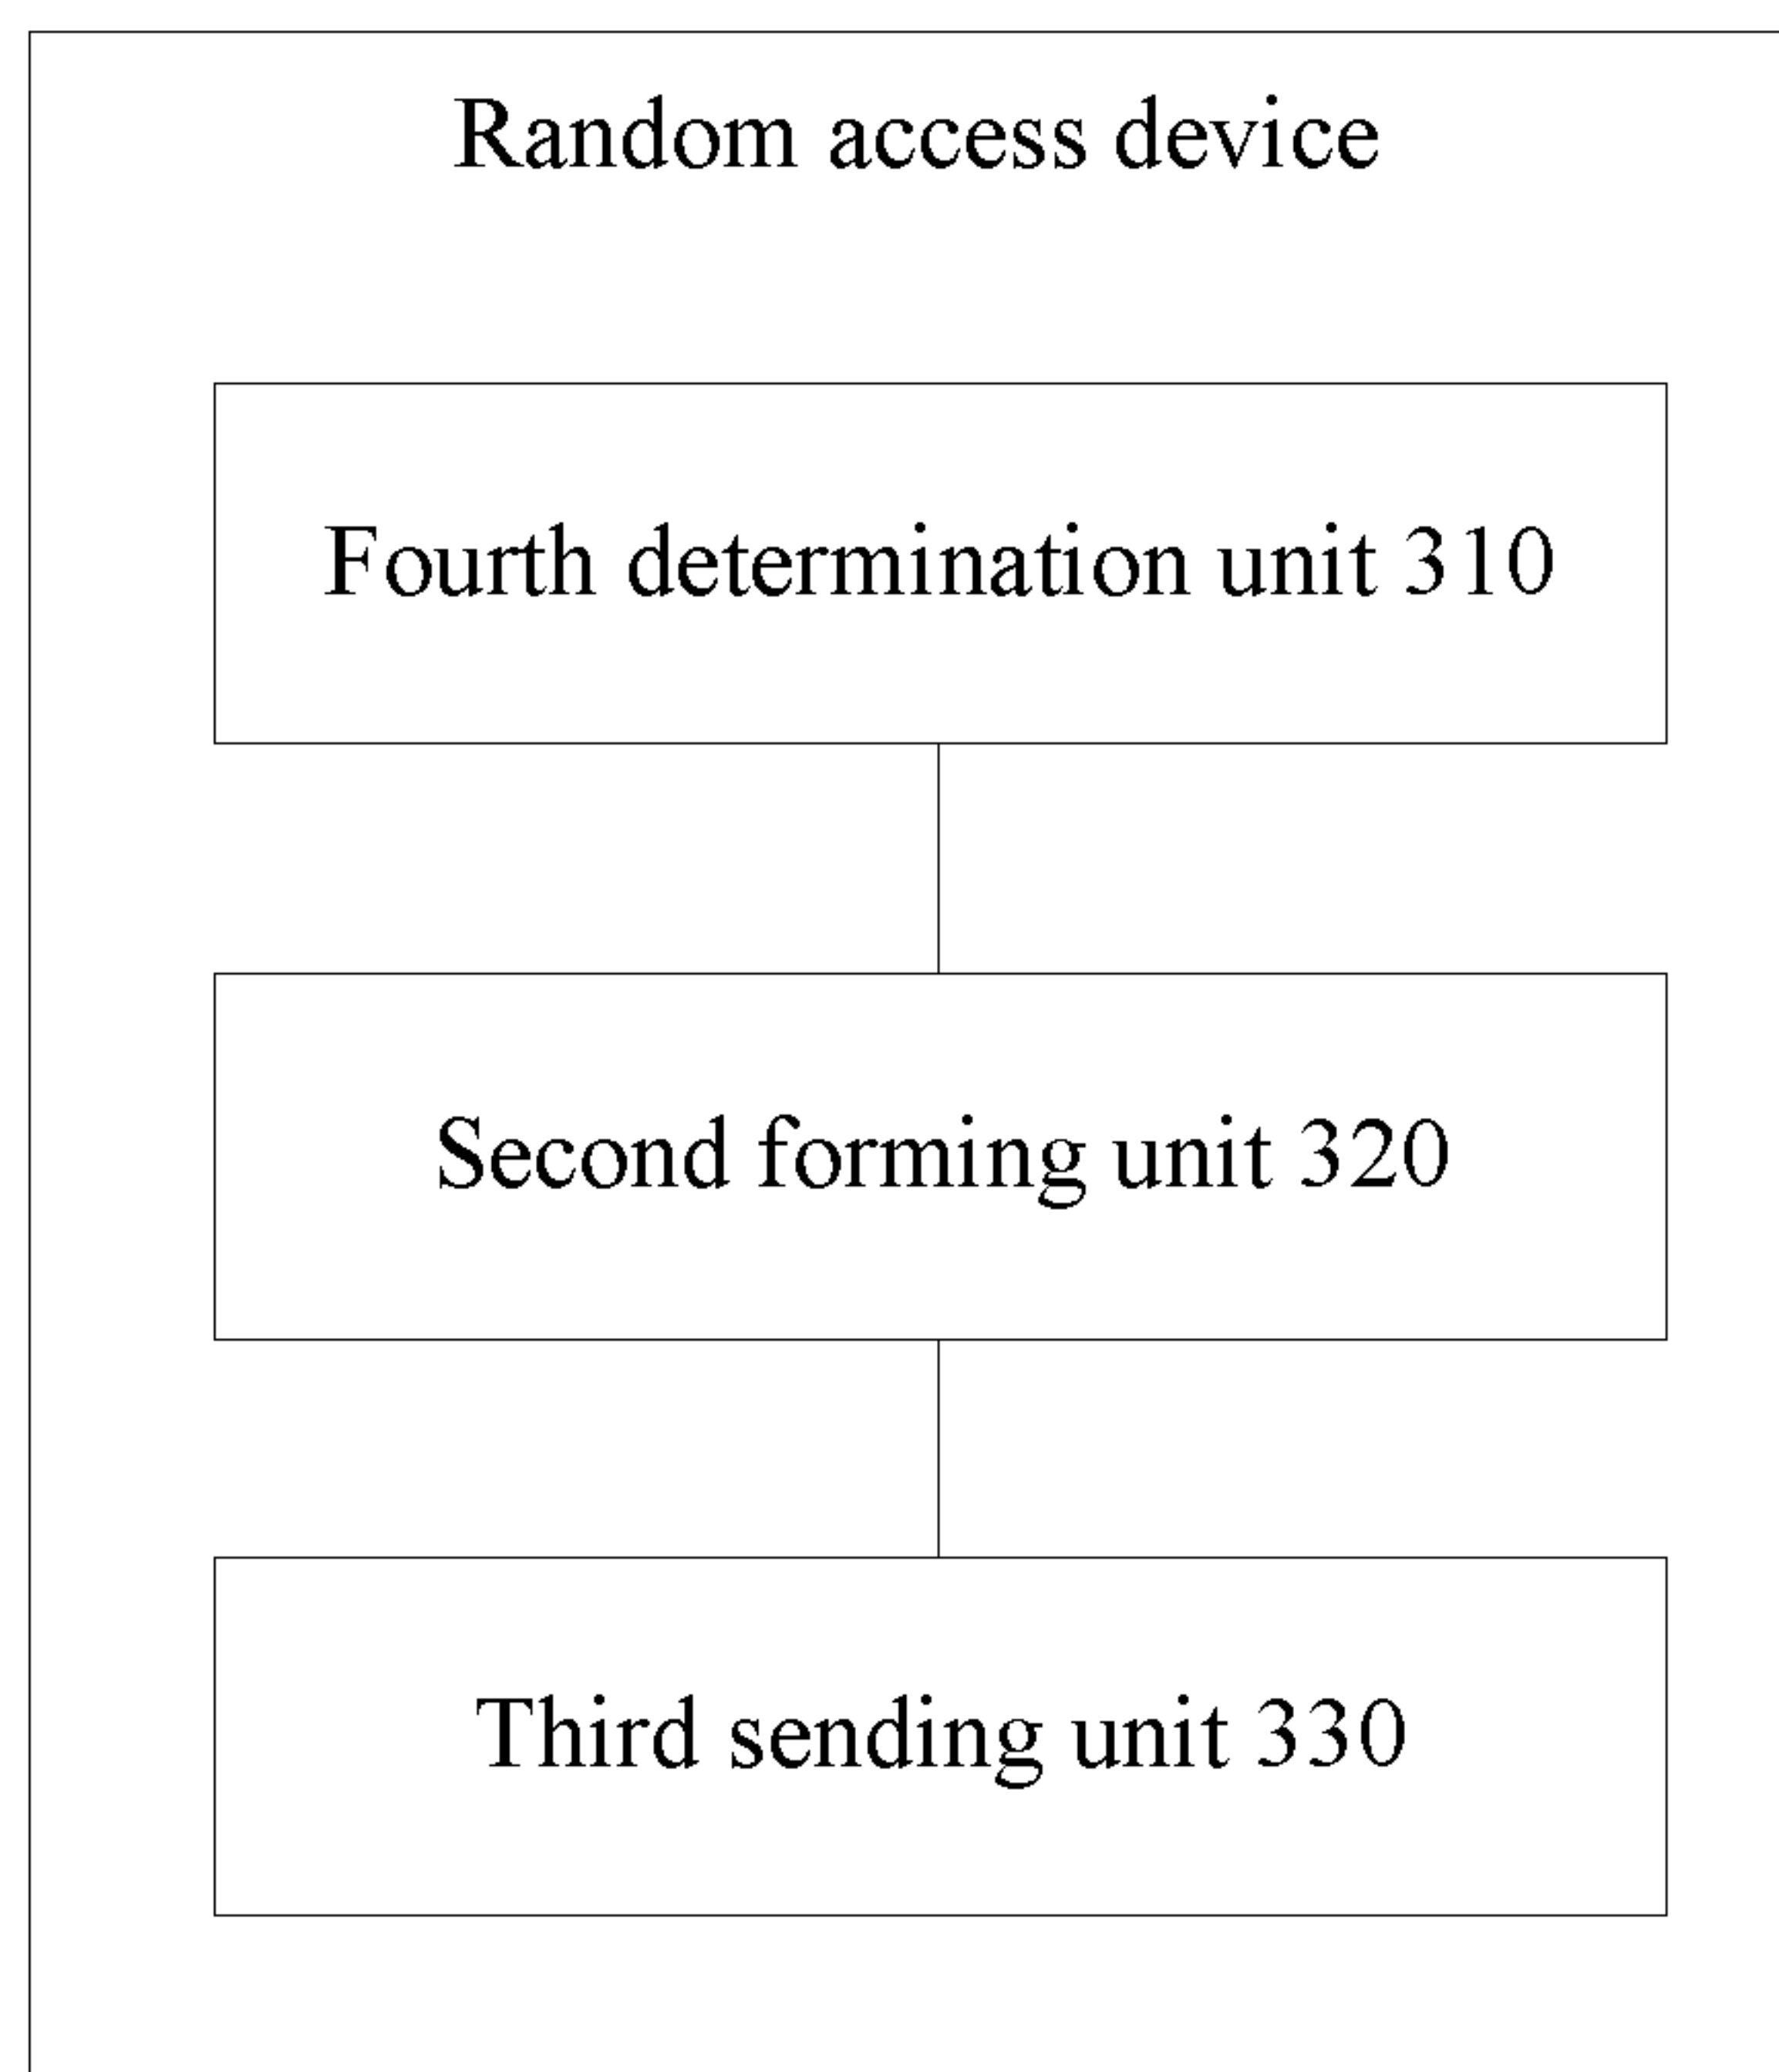 Random access device
Fourth determination unit 310
Second forming unit 320
Third sending unit 330